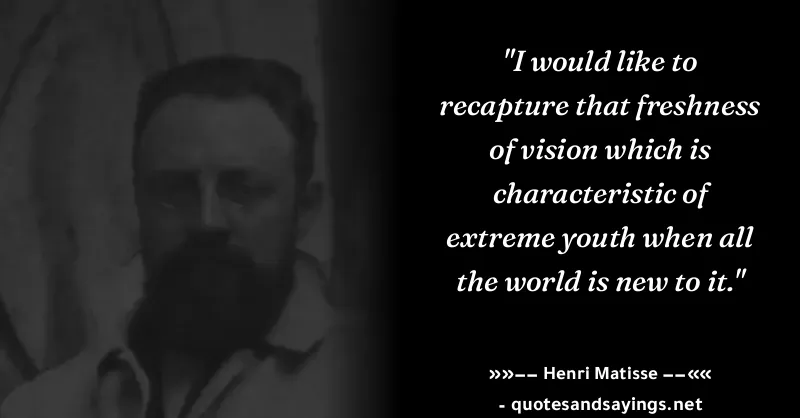 "I would like to
recapture that freshness
of vision which is
characteristic of
extreme youth when all
the world is new to it."
»»–– Henri Matisse ––««
- quotesandsayings.net